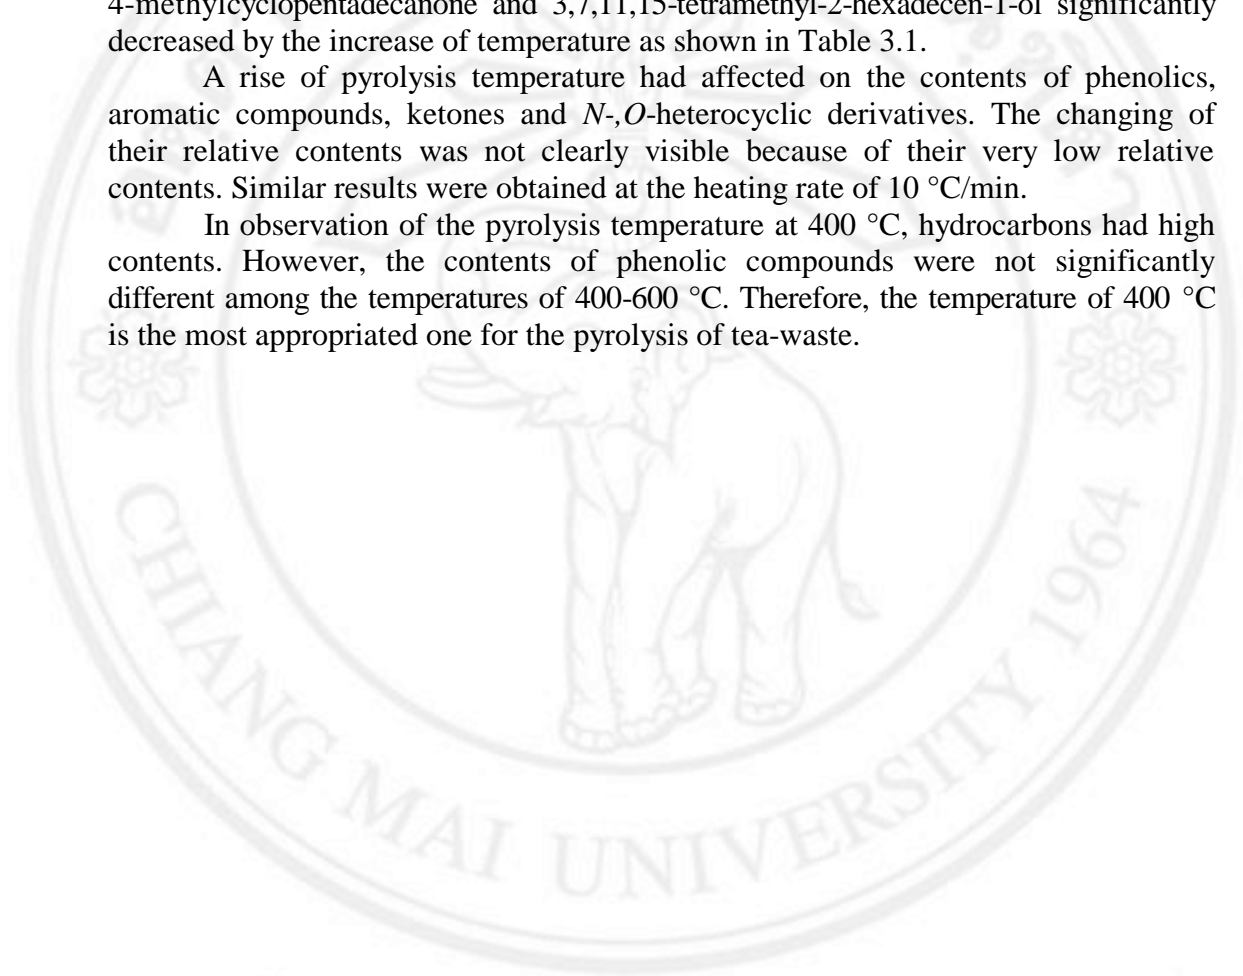 4-methylcyclopentadecanone and 3,7,11,15-tetramethyl-2-hexadecen-1-ol significantly
decreased by the increase of temperature as shown in Table 3.1.
A rise of pyrolysis temperature had affected on the contents of phenolics,
aromatic compounds, ketones and N-,O-heterocyclic derivatives. The changing of
their relative contents was not clearly visible because of their very low relative
contents. Similar results were obtained at the heating rate of 10 °C/min.
In observation of the pyrolysis temperature at 400 °C, hydrocarbons had high
contents. However, the contents of phenolic compounds were not significantly
different among the temperatures of 400-600 °C. Therefore, the temperature of 400 °C
is the most appropriated one for the pyrolysis of tea-waste.
CHIANG MAI UNIVERSITY 1964